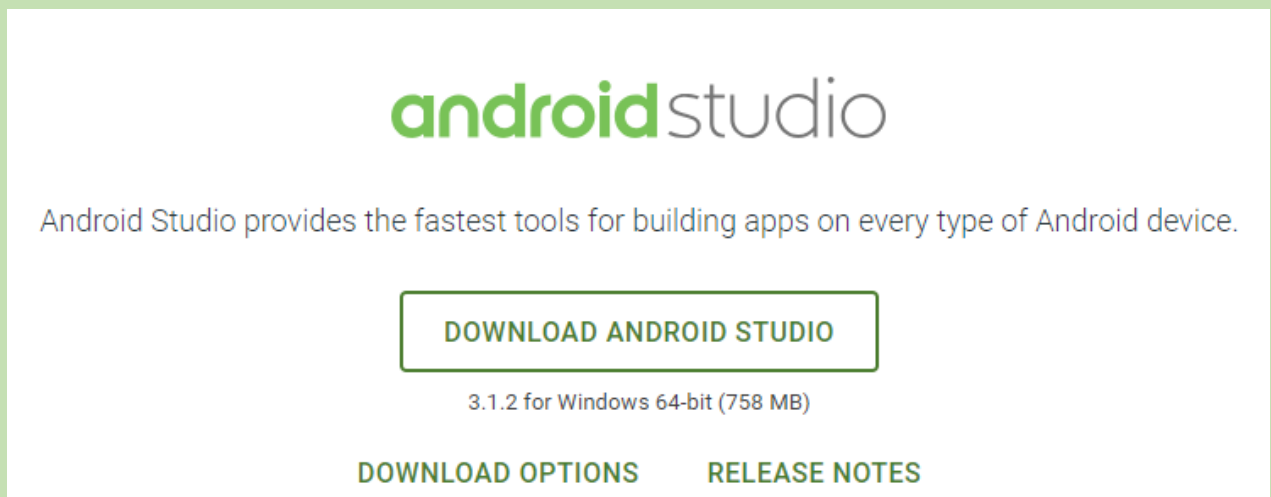 androidstudio
Android Studio provides the fastest tools for building apps on every type of Android device.
DOWNLOAD ANDROID STUDIO
3.1.2 for Windows 64-bit (758 MB)
DOWNLOAD OPTIONS RELEASE NOTES